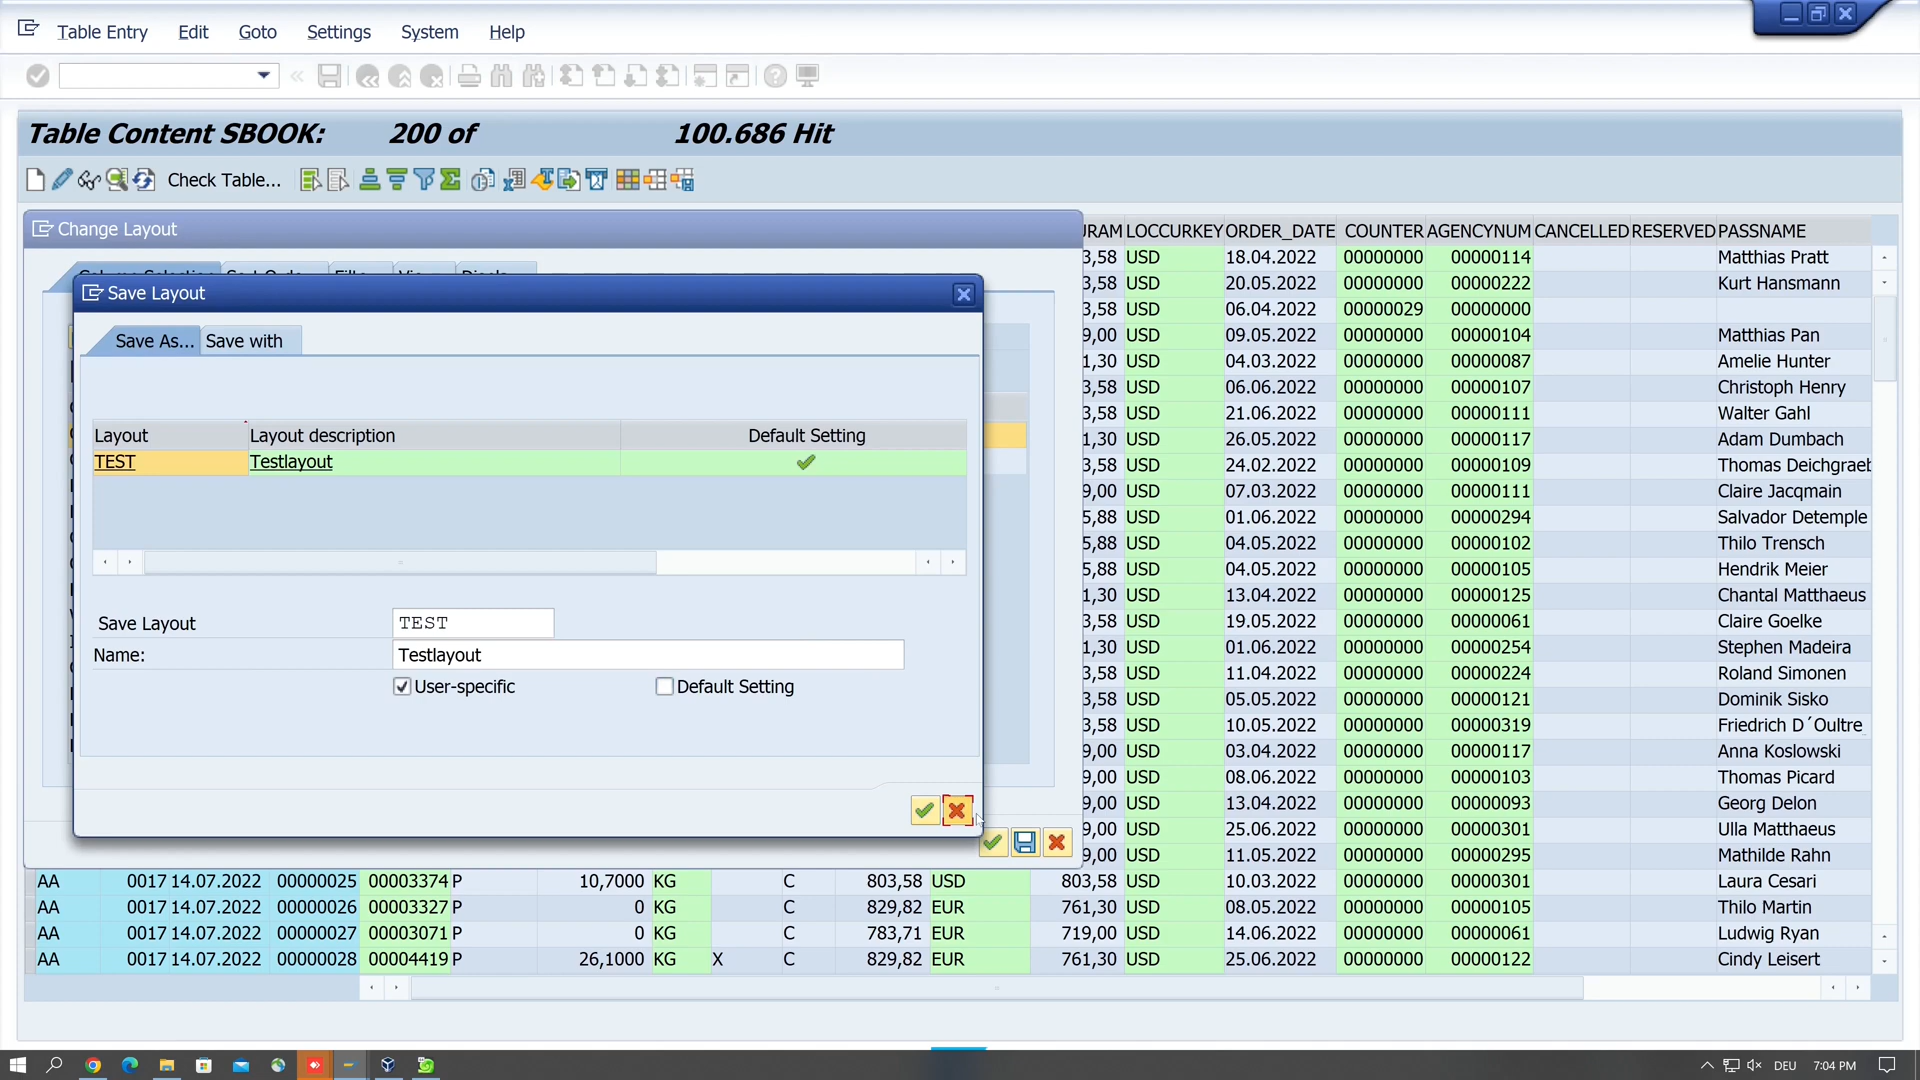 Table Entry Edit Goto Settings System Help
Table Content SBOOK: 200 of 100.686 Hit
Check Table...
Change Layout
RAM LOCCURKEY ORDER_DATE COUNTER AGENCYNUM CANCELLED RESERVED PASSNAME
3,58 USD 18.04.2022 00000000 00000114 Matthias Pratt
Save Layout
3,58 USD 20.05.2022 00000000 00000222 Kurt Hansmann
3,58 USD 06.04.2022 00000029 00000000
Save As... Save with
9,00 USD 09.05.2022 00000000 00000104 Matthias Pan
1,30 USD 04.03.2022 00000000 00000087 Amelie Hunter
3,58 USD 06.06.2022 00000000 00000107 Christoph Henry
3,58 USD 21.06.2022 00000000 00000111 Walter Gahl
Layout Layout description Default Setting
1,30 USD 26.05.2022 00000000 00000117 Adam Dumbach
TEST Testlayout
3,58 USD 24.02.2022 00000000 00000109 Thomas Deichgraeb
9,00 USD 07.03.2022 00000000 00000111 Claire Jacqmain
5,88 USD 01.06.2022 00000000 00000294 Salvador Detemple
5,88 USD 04.05.2022 00000000 00000102 Thilo Trensch
5,88 USD 04.05.2022 00000000 00000105 Hendrik Meier
1,30 USD 13.04.2022 00000000 00000125 Chantal Matthaeus
Save Layout TEST
3,58 USD 19.05.2022 00000000 00000061 Claire Goelke
Name: Testlayout
1,30 USD 01.06.2022 00000000 00000254 Stephen Madeira
3,58 USD 11.04.2022 00000000 00000224 Roland Simonen
User-specific Default Setting
3,58 USD 05.05.2022 00000000 00000121 Dominik Sisko
3,58 USD 10.05.2022 00000000 00000319 Friedrich D´Oultre
9,00 USD 03.04.2022 00000000 00000117 Anna Koslowski
9,00 USD 08.06.2022 00000000 00000103 Thomas Picard
9,00 USD 13.04.2022 00000000 00000093 Georg Delon
9,00 USD 25.06.2022 00000000 00000301 Ulla Matthaeus
9,00 USD 11.05.2022 00000000 00000295 Mathilde Rahn
AA 0017 14.07.2022 00000025 00003374 P 10,7000 KG C 803,58 USD 803,58 USD 10.03.2022 00000000 00000301 Laura Cesari
AA 0017 14.07.2022 00000026 00003327 P 0 KG C 829,82 EUR 761,30 USD 08.05.2022 00000000 00000105 Thilo Martin
AA 0017 14.07.2022 00000027 00003071 P 0 KG C 783,71 EUR 719,00 USD 14.06.2022 00000000 00000061 Ludwig Ryan
AA 0017 14.07.2022 00000028 00004419 P 26,1000 KG X C 829,82 EUR 761,30 USD 25.06.2022 00000000 00000122 Cindy Leisert
DEU 7:04 PM